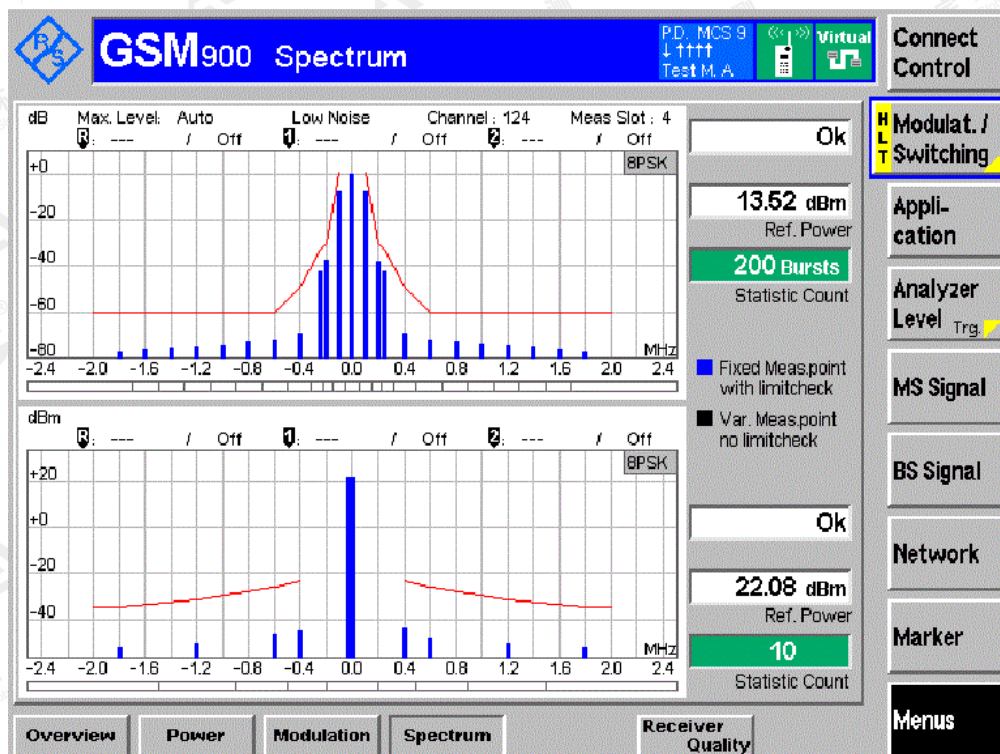 R/S
GSM900 Spectrum
P.D. MCS 9
Test M. A
Virtual
Connect Control
dB Max. Level: Auto Low Noise Channel : 124 Meas Slot : 4
R : --- / Off 1 : --- / Off 2 : --- / Off
8PSK
+0
-20
-40
-60
-80
MHz
-2.4 -2.0 -1.6 -1.2 -0.8 -0.4 0.0 0.4 0.8 1.2 1.6 2.0 2.4
Ok
13.52 dBm
Ref. Power
200 Bursts
Statistic Count
Fixed Meas.point
with limitcheck
Var. Meas.point
no limitcheck
dBm
R : --- / Off 1 : --- / Off 2 : --- / Off
8PSK
+20
+0
-20
-40
MHz
-2.4 -2.0 -1.6 -1.2 -0.8 -0.4 0.0 0.4 0.8 1.2 1.6 2.0 2.4
Ok
22.08 dBm
Ref. Power
10
Statistic Count
HLT
Modulat. /
Switching
Appli-
cation
Analyzer
Level Trg.
MS Signal
BS Signal
Network
Marker
Menus
Overview Power Modulation Spectrum Receiver
Quality